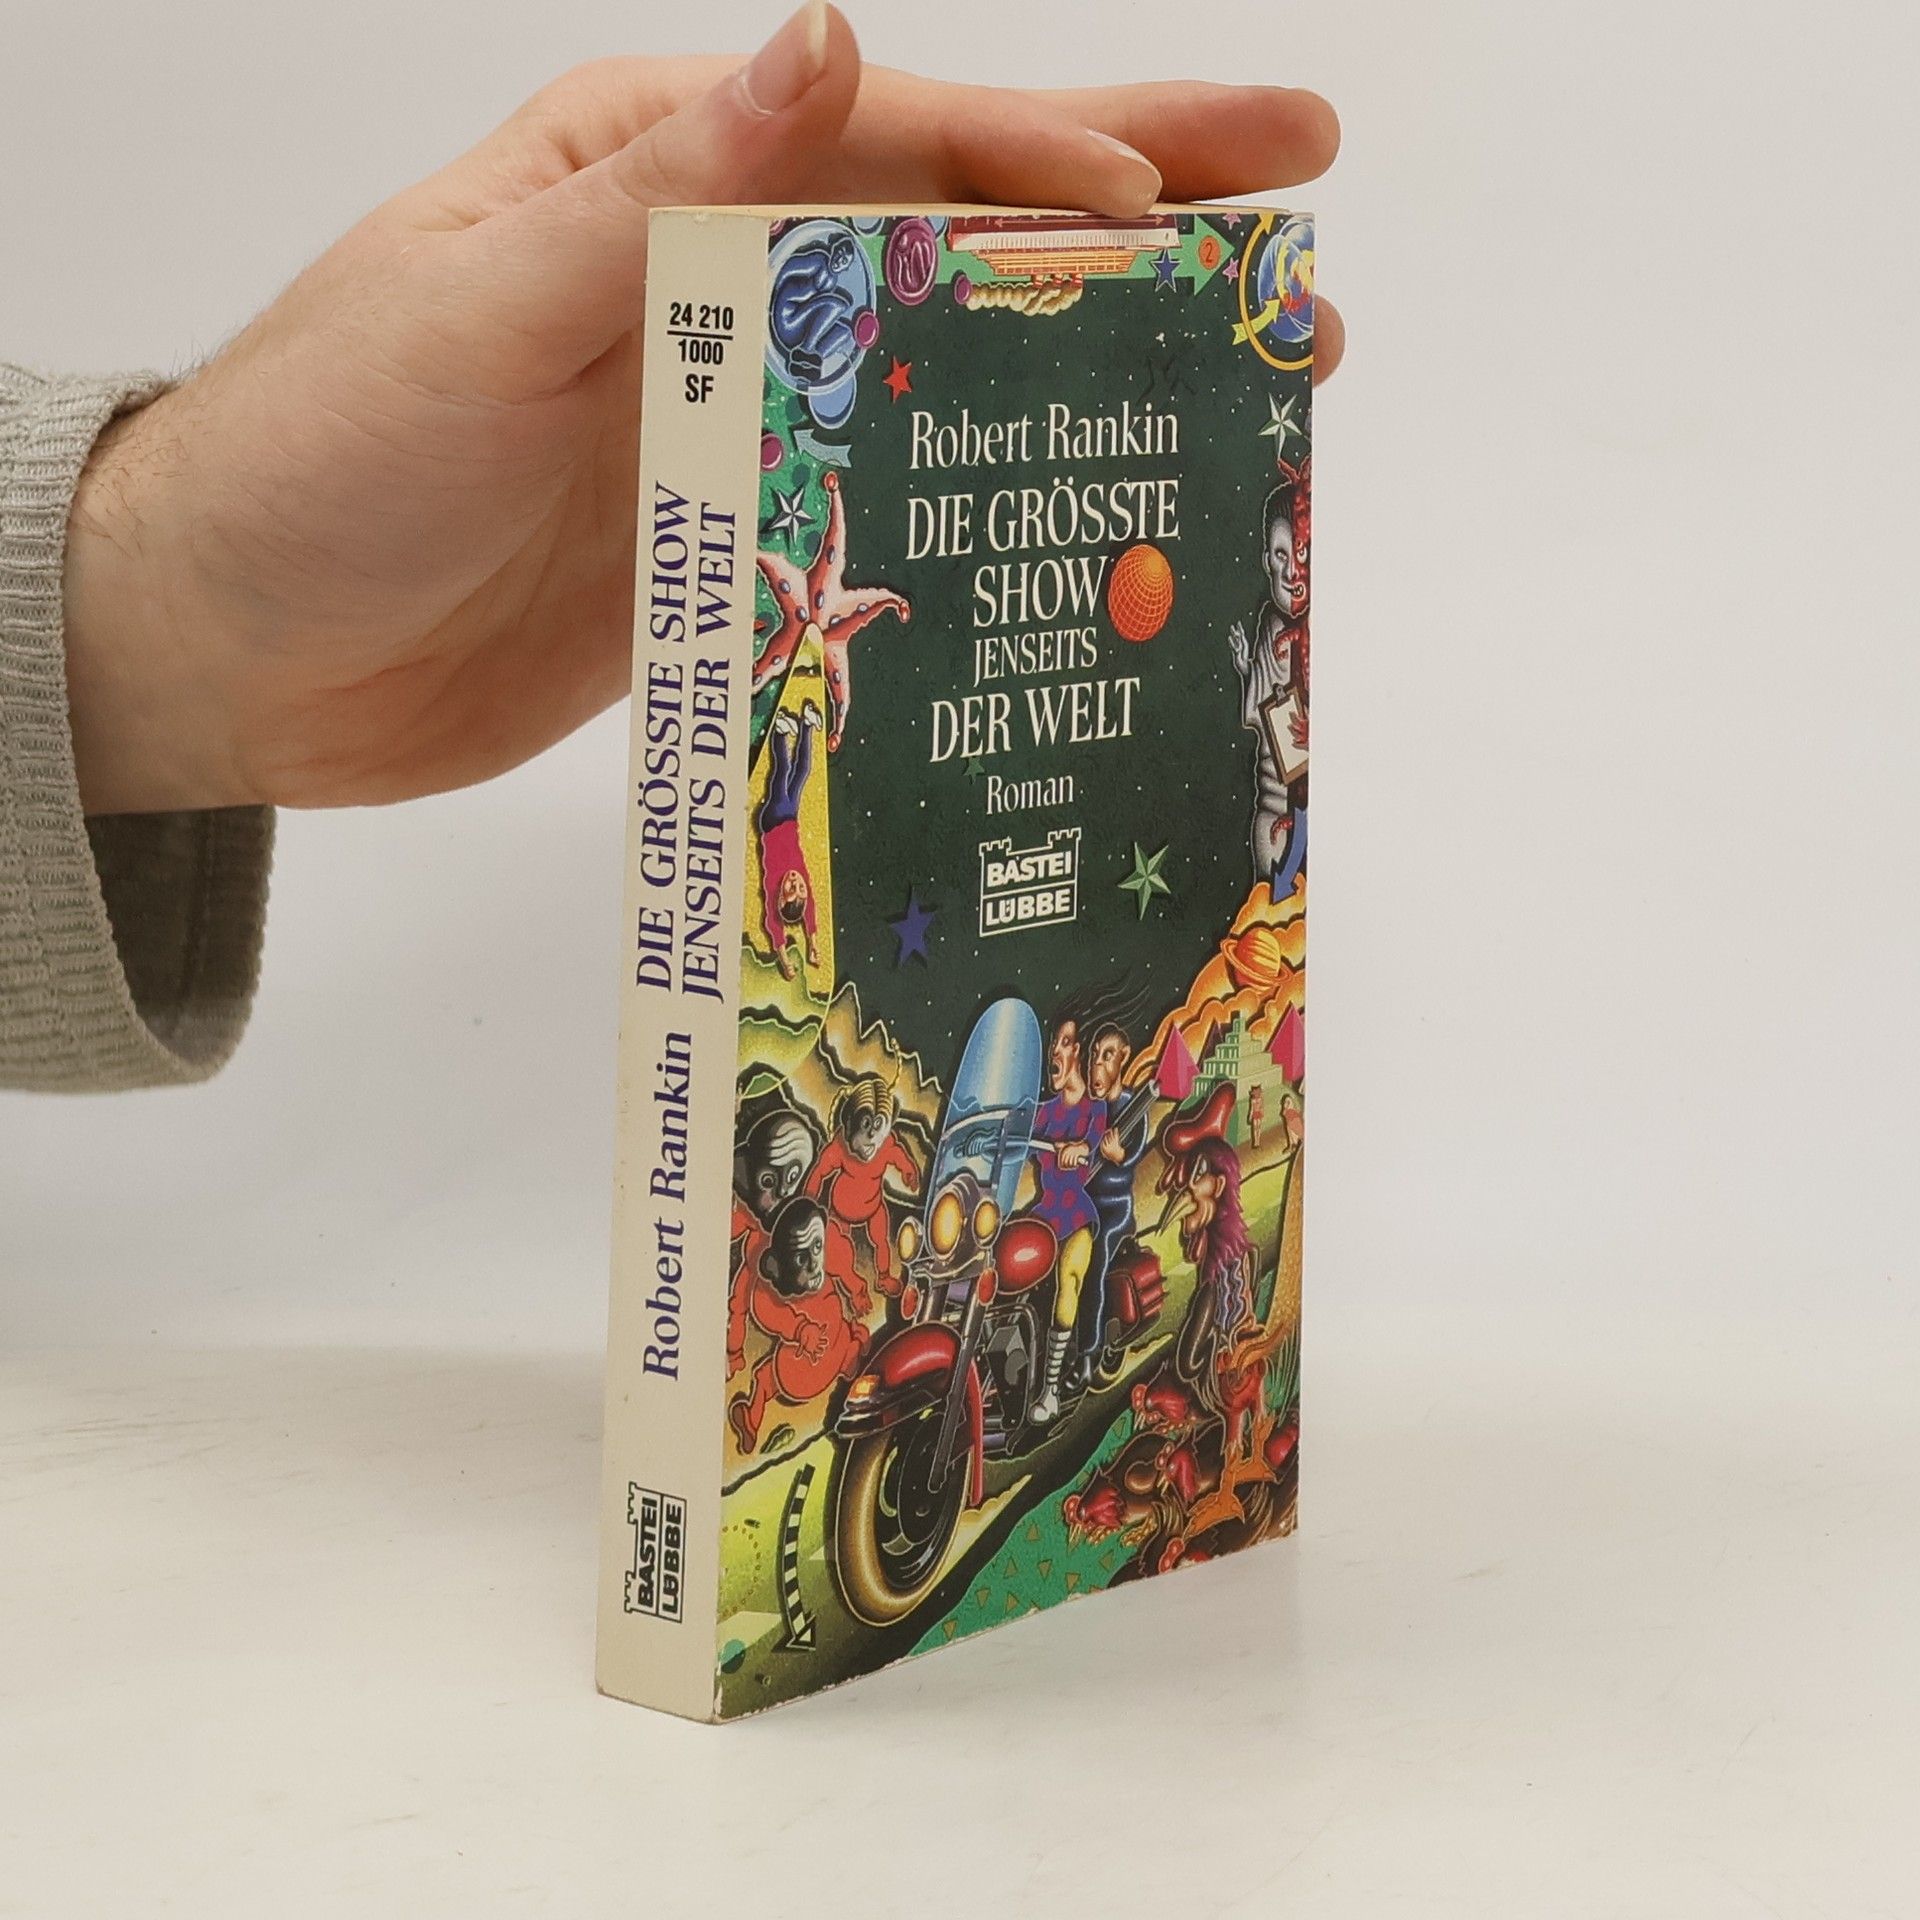 24 210
1000
SF
Robert Rankin DIE GRÖSSTE SHOW
JENSEITS DER WELT
BASTEI
LÜBBE
2
Robert Rankin
DIE GRÖSSTE
SHOW
JENSEITS
DER WELT
Roman
BASTEI
LÜBBE